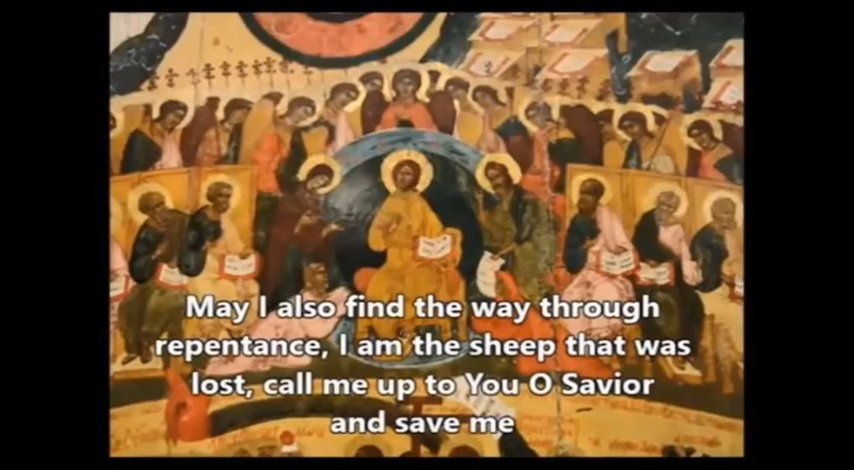 May I also find the way through
repentance, I am the sheep that was
lost, call me up to You O Savior
and save me